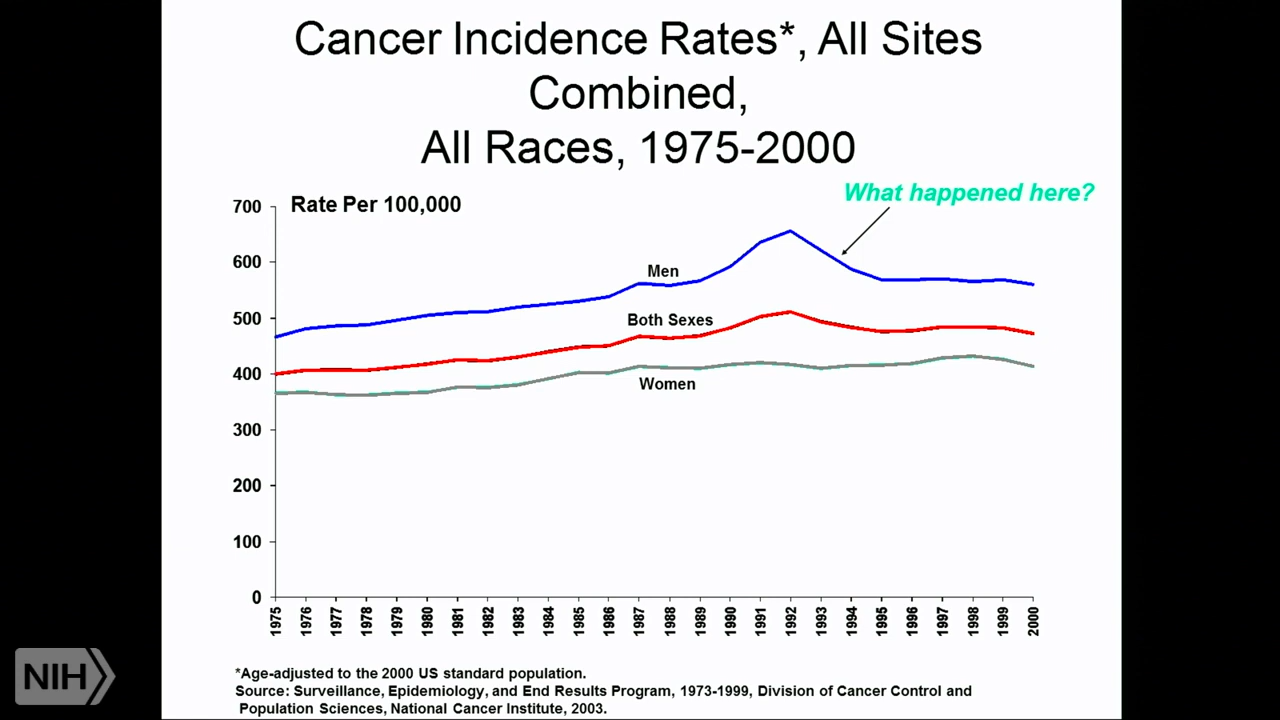 Cancer Incidence Rates*, All Sites
Combined,
All Races, 1975-2000
What happened here?
Rate Per 100,000
700
600
500
400
300
200
100
0
Men
Both Sexes
Women
1975
1976
1977
1978
1979
1980
1981
1982
1983
1984
1985
1986
1987
1988
1989
1990
1991
1992
1993
1994
1995
1996
1997
1998
1999
2000
NIH
*Age-adjusted to the 2000 US standard population.
Source: Surveillance, Epidemiology, and End Results Program, 1973-1999, Division of Cancer Control and
Population Sciences, National Cancer Institute, 2003.